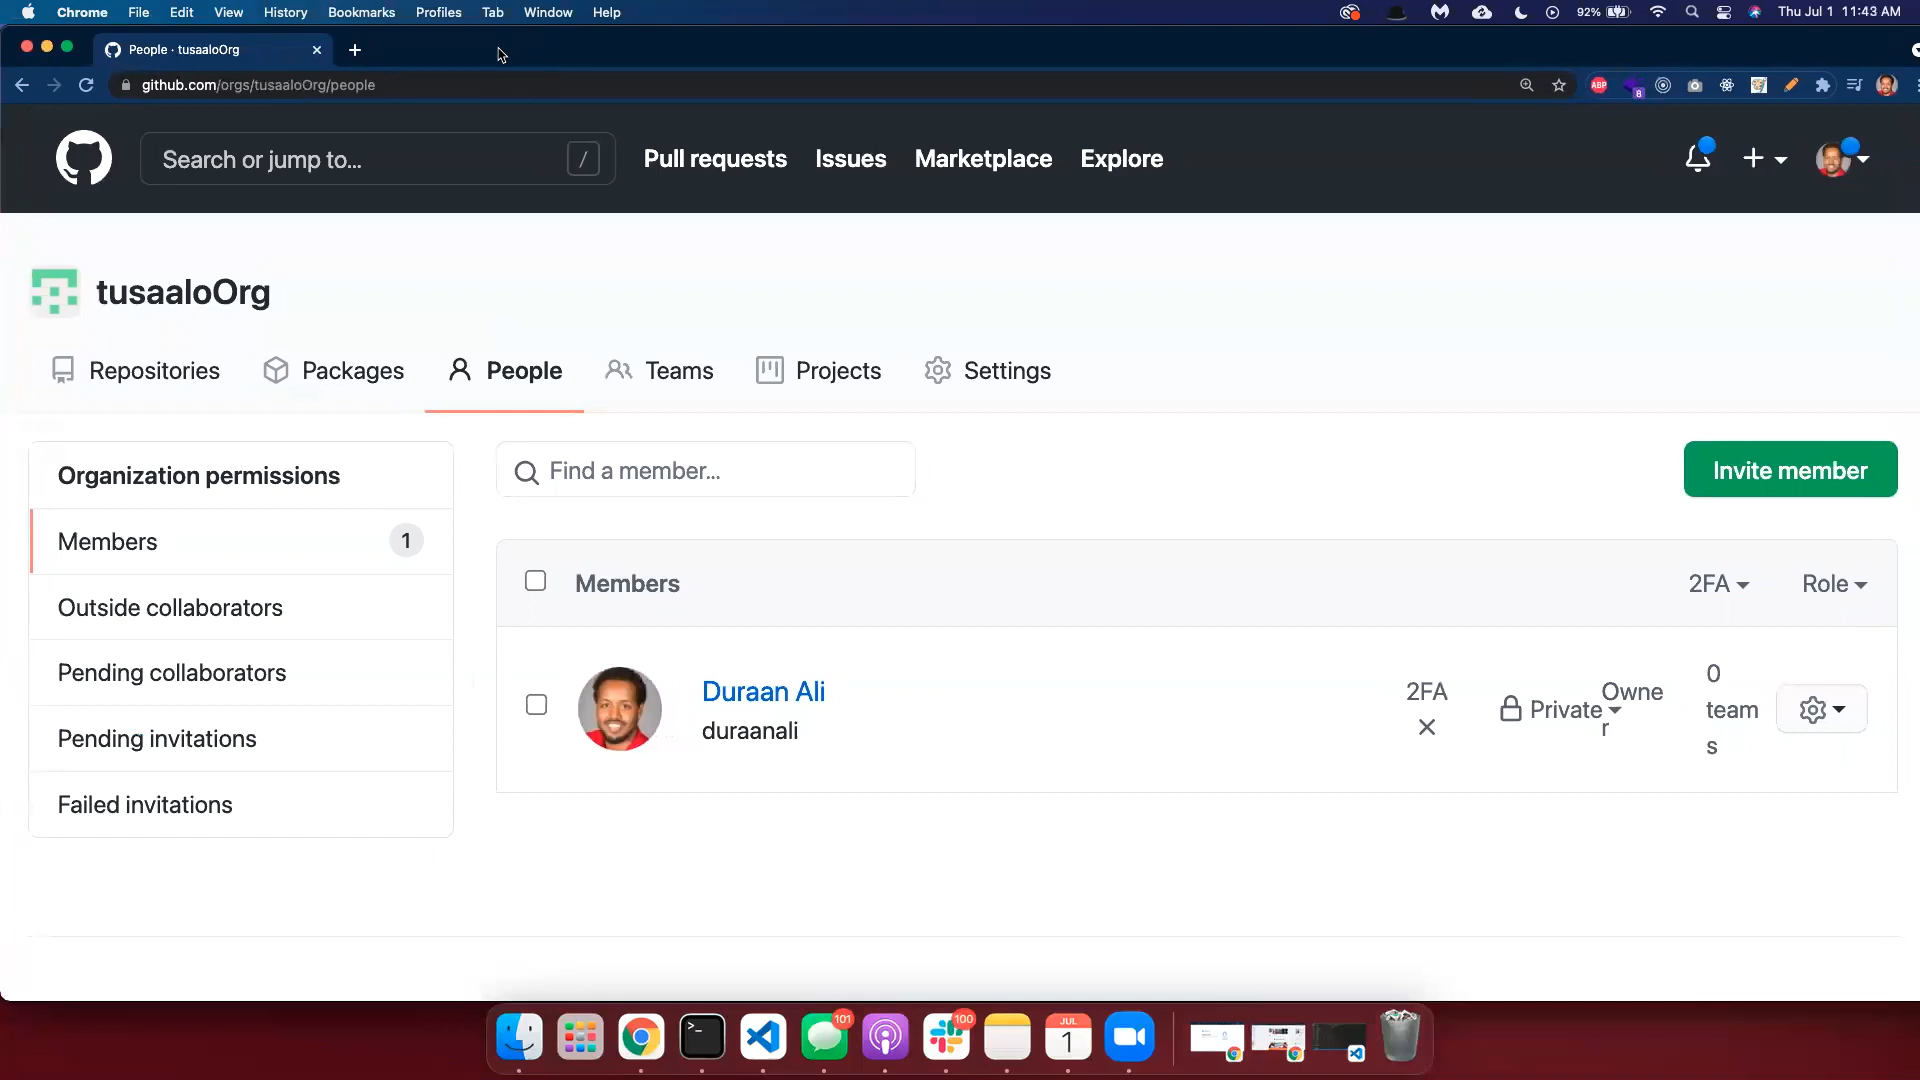 Chrome File Edit View History Bookmarks Profiles Tab Window Help 92% Thu Jul 1 11:43 AM
People · tusaaloOrg
github.com/orgs/tusaaloOrg/people
ABP
8
Search or jump to...
/
Pull requests Issues Marketplace Explore
tusaaloOrg
Repositories Packages People Teams Projects Settings
Organization permissions
Members 1
Outside collaborators
Pending collaborators
Pending invitations
Failed invitations
Find a member...
Invite member
Members 2FA Role
Duraan Ali
duraanali
2FA
Private
Owne
r
0
team
s
101
100
JUL
1